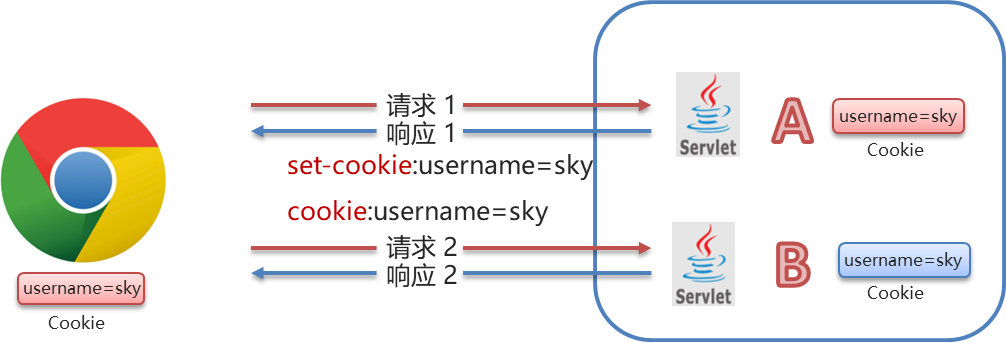 请求 1
响应 1
set-cookie:username=sky
cookie:username=sky
请求 2
响应 2
username=sky
Cookie
Servlet
A
username=sky
Cookie
Servlet
B
username=sky
Cookie